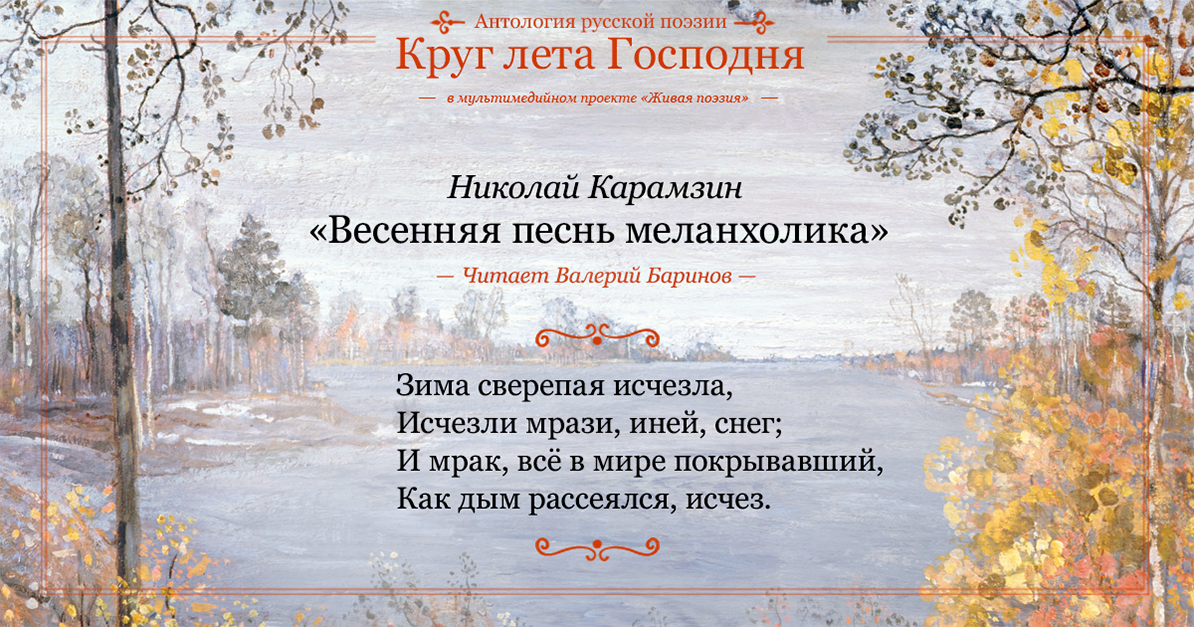 Антология русской поэзии
Круг лета Господня
— в мультимедийном проекте «Живая поэзия» —
Николай Карамзин
«Весенняя песнь меланхолика»
— Читает Валерий Баринов —
Зима сверепая исчезла,
Исчезли мрази, иней, снег;
И мрак, всё в мире покрывавший,
Как дым рассеялся, исчез.